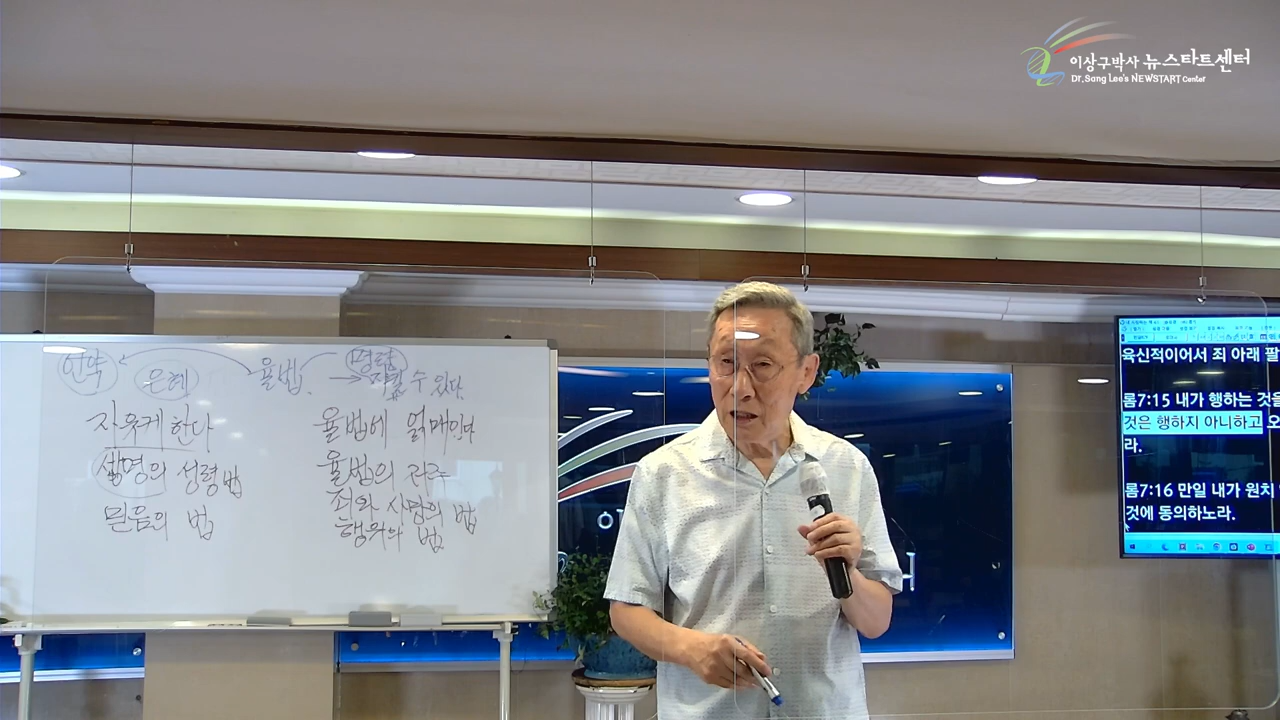 이상구박사 뉴스타트센터
Dr. Sang Lee's NEWSTART Center
언약 은혜 율법. 명령
수 있다.
자유케 한다
율법에 얽매인다
생명의 성령법
율법의 저주
믿음의 법
죄와 사망의 법
행위의 법
육신적이어서 죄 아래 팔
롬7:15 내가 행하는 것을
것은 행하지 아니하고 오
라.
롬7:16 만일 내가 원치
것에 동의하노라.